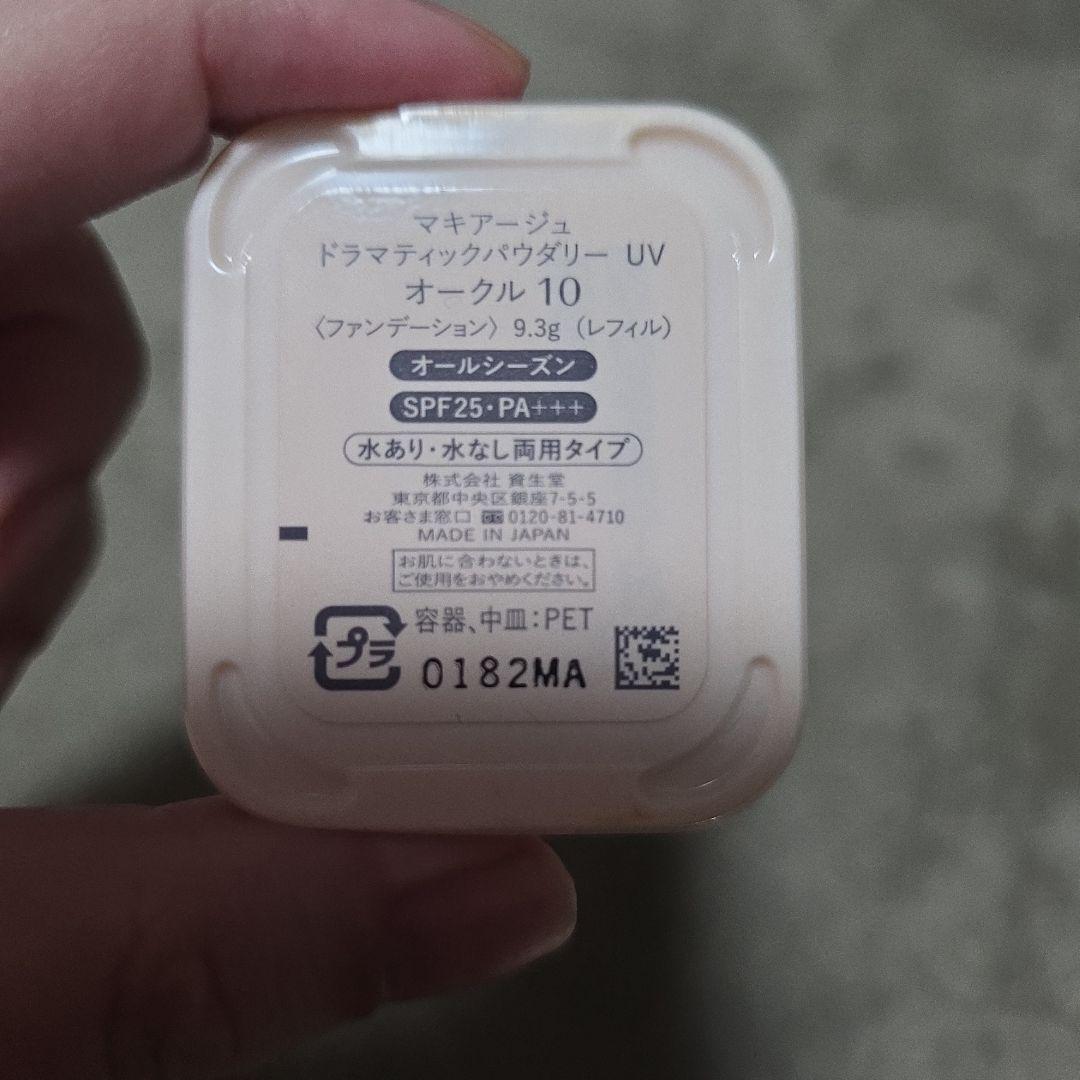 マキアージュ
ドラマティックパウダリー UV
オークル 10
〈ファンデーション〉 9.3g (レフィル)
オールシーズン
SPF25・PA+++
水あり・水なし両用タイプ
株式会社 資生堂
東京都中央区銀座7-5-5
お客さま窓口 0120-81-4710
MADE IN JAPAN
お肌に合わないときは、
ご使用をおやめください。
容器、中皿:PET
プラ
0182MA